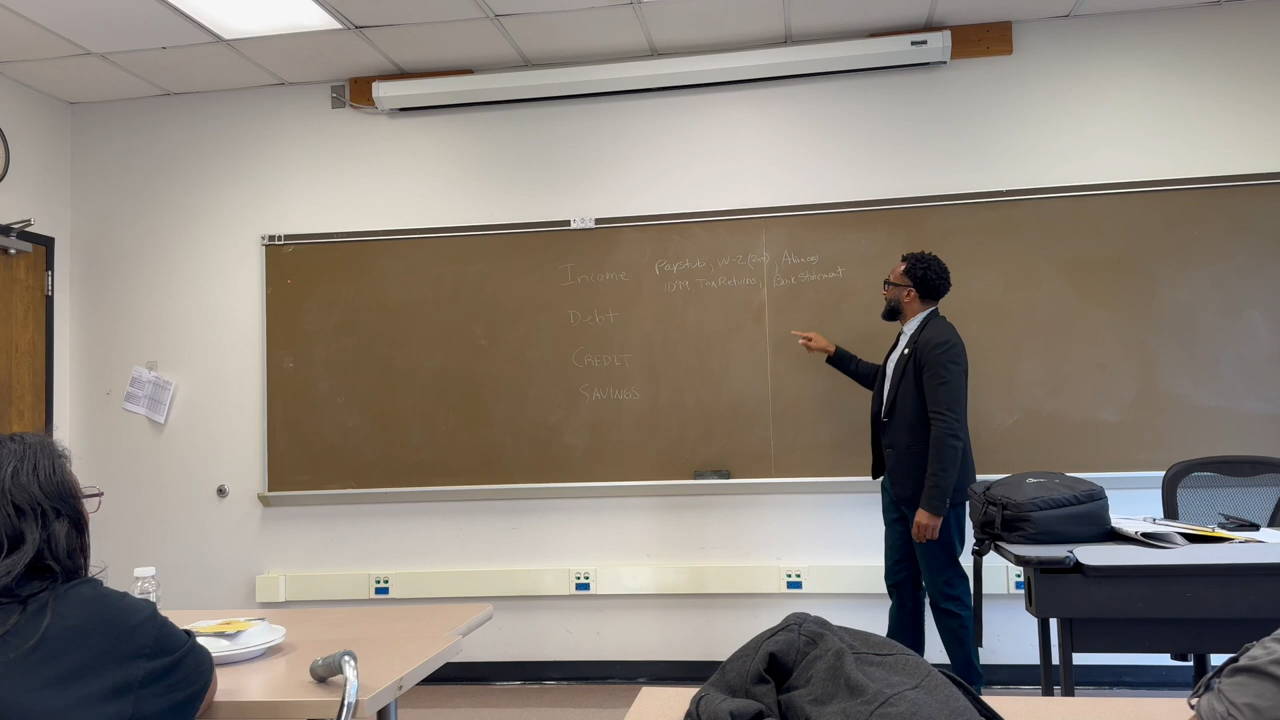 Income Paystub, W-2 (2yr), Alimony
1099, Tax Returns, Bank Statement
Debt
CREDIT
SAVINGS